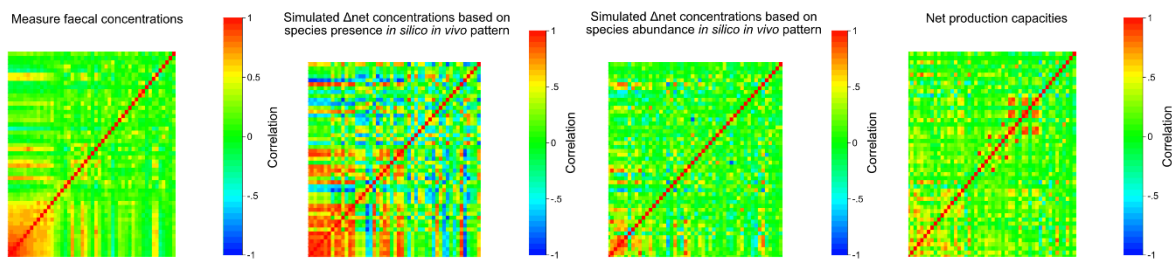 Measure faecal concentrations
1
0.5
0
-.5
-1
Correlation
Simulated Δnet concentrations based on
species presence in silico in vivo pattern
1
.5
0
-.5
-1
Correlation
Simulated Δnet concentrations based on
species abundance in silico in vivo pattern
1
.5
0
-.5
-1
Correlation
Net production capacities
1
0.5
0
-.5
-1
Correlation